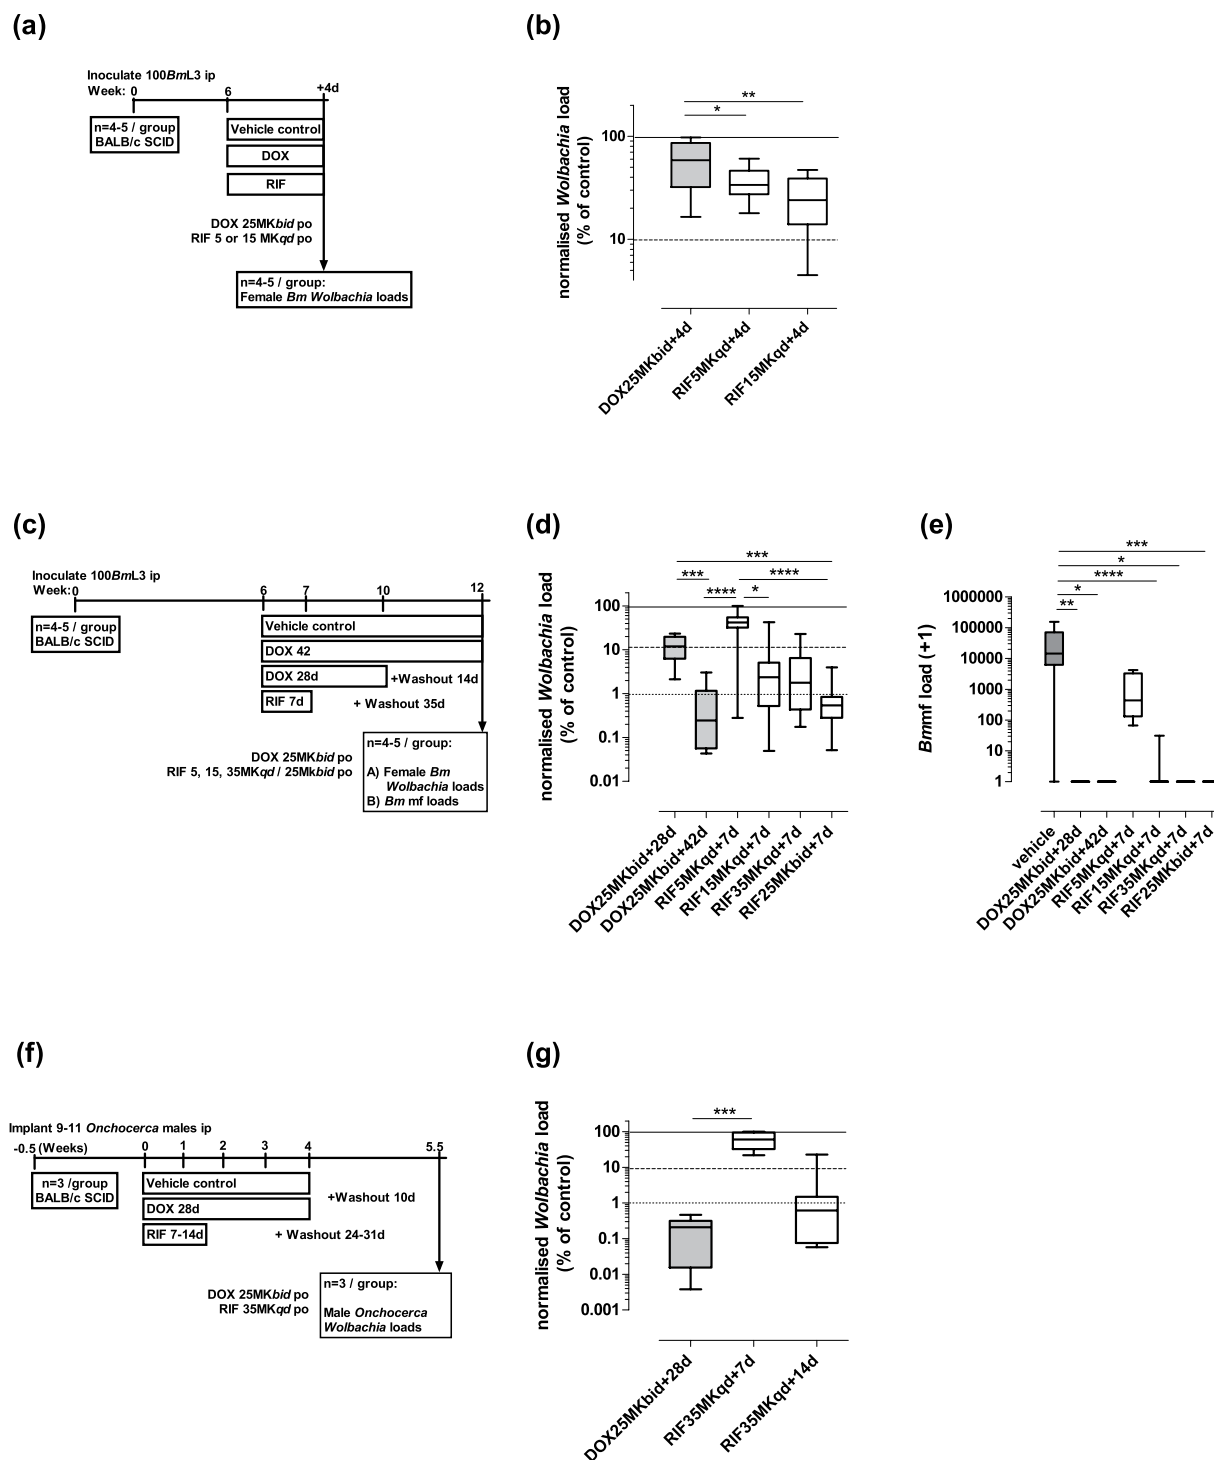 (a)
Inoculate 100BmL3 ip
Week: 0 6 +4d
n=4-5 / group
BALB/c SCID
Vehicle control
DOX
RIF
DOX 25MKbid po
RIF 5 or 15 MKqd po
n=4-5 / group:
Female Bm Wolbachia loads
(b)
normalised Wolbachia load
(% of control)
**
*
100
10
DOX25MKbid+4d
RIF5MKqd+4d
RIF15MKqd+4d
(c)
Inoculate 100BmL3 ip
Week:0 6 7 10 12
n=4-5 / group
BALB/c SCID
Vehicle control
DOX 42
DOX 28d +Washout 14d
RIF 7d + Washout 35d
DOX 25MKbid po
RIF 5, 15, 35MKqd / 25Mkbid po
n=4-5 / group:
A) Female Bm
Wolbachia loads
B) Bm mf loads
(d)
normalised Wolbachia load
(% of control)
***
*** ****
**** *
100
10
1
0.1
0.01
DOX25MKbid+28d
DOX25MKbid+42d
RIF5MKqd+7d
RIF15MKqd+7d
RIF35MKqd+7d
RIF25MKbid+7d
(e)
Bmmf load (+1)
***
*
****
*
**
1000000
100000
10000
1000
100
10
1
vehicle
DOX25MKbid+28d
DOX25MKbid+42d
RIF5MKqd+7d
RIF15MKqd+7d
RIF35MKqd+7d
RIF25MKbid+7d
(f)
Implant 9-11 Onchocerca males ip
-0.5 (Weeks) 0 1 2 3 4 5.5
n=3 /group
BALB/c SCID
Vehicle control
+Washout 10d
DOX 28d
RIF 7-14d + Washout 24-31d
DOX 25MKbid po
RIF 35MKqd po
n=3 / group:
Male Onchocerca
Wolbachia loads
(g)
normalised Wolbachia load
(% of control)
***
100
10
1
0.1
0.01
0.001
DOX25MKbid+28d
RIF35MKqd+7d
RIF35MKqd+14d